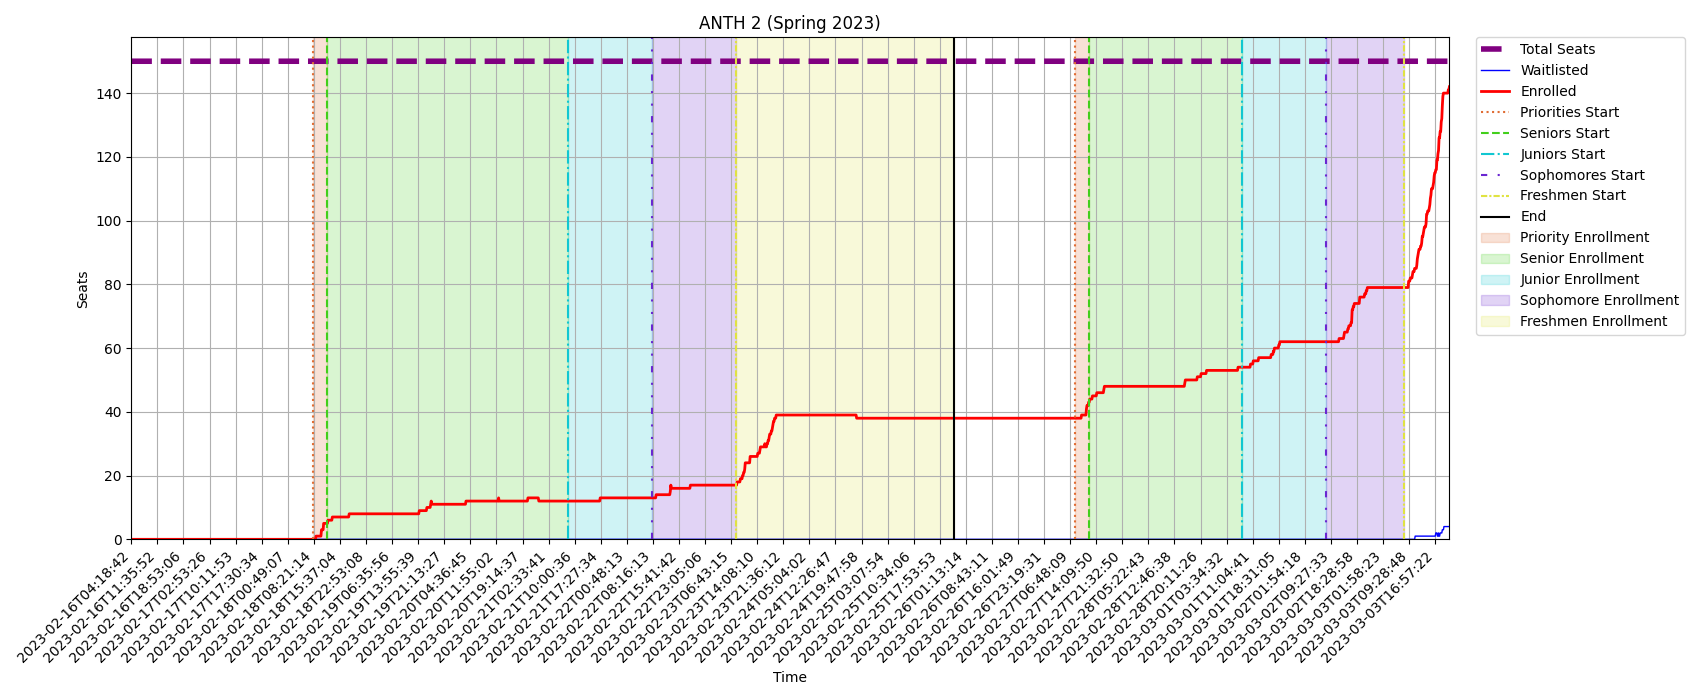 ANTH 2 (Spring 2023)
Seats
140
120
100
80
60
40
20
0
2023-02-16T04:18:42
2023-02-16T11:35:52
2023-02-16T18:53:06
2023-02-17T02:53:26
2023-02-17T10:11:53
2023-02-17T17:30:34
2023-02-18T00:49:07
2023-02-18T08:21:14
2023-02-18T15:37:04
2023-02-18T22:53:08
2023-02-19T06:35:56
2023-02-19T13:55:39
2023-02-19T21:13:27
2023-02-20T04:36:45
2023-02-20T11:55:02
2023-02-20T19:14:37
2023-02-21T02:33:41
2023-02-21T10:00:36
2023-02-21T17:27:34
2023-02-22T00:48:13
2023-02-22T08:16:13
2023-02-22T15:41:42
2023-02-22T23:05:06
2023-02-23T06:43:15
2023-02-23T14:08:10
2023-02-23T21:36:12
2023-02-24T05:04:02
2023-02-24T12:26:47
2023-02-24T19:47:58
2023-02-25T03:07:54
2023-02-25T10:34:06
2023-02-25T17:53:53
2023-02-26T01:13:14
2023-02-26T08:43:11
2023-02-26T16:01:49
2023-02-26T23:19:31
2023-02-27T06:48:09
2023-02-27T14:09:50
2023-02-27T21:32:50
2023-02-28T05:22:43
2023-02-28T12:46:38
2023-02-28T20:11:26
2023-03-01T03:34:32
2023-03-01T11:04:41
2023-03-01T18:31:05
2023-03-02T01:54:18
2023-03-02T09:27:33
2023-03-02T18:28:58
2023-03-03T01:58:23
2023-03-03T09:28:48
2023-03-03T16:57:22
Time
Total Seats
Waitlisted
Enrolled
Priorities Start
Seniors Start
Juniors Start
Sophomores Start
Freshmen Start
End
Priority Enrollment
Senior Enrollment
Junior Enrollment
Sophomore Enrollment
Freshmen Enrollment